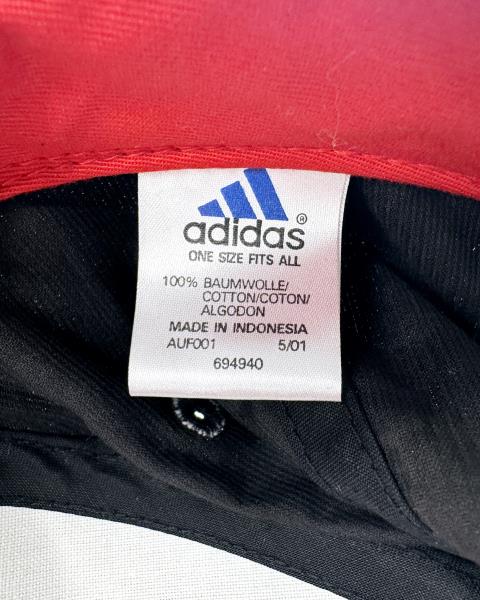 adidas®
ONE SIZE FITS ALL
100% BAUMWOLLE/
COTTON/COTON/
ALGODON
MADE IN INDONESIA
AUF001 5/01
694940